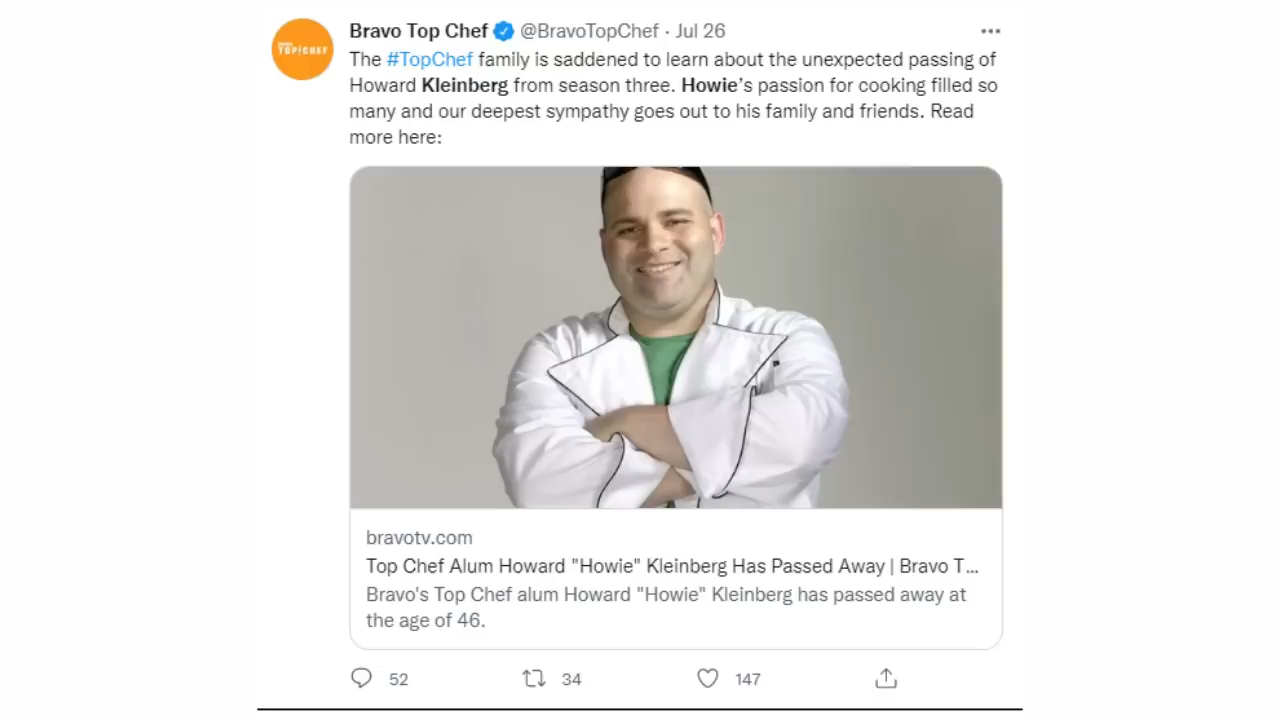 Bravo Top Chef @BravoTopChef · Jul 26
TOP CHEF
The #TopChef family is saddened to learn about the unexpected passing of
Howard Kleinberg from season three. Howie's passion for cooking filled so
many and our deepest sympathy goes out to his family and friends. Read
more here:
bravotv.com
Top Chef Alum Howard "Howie" Kleinberg Has Passed Away | Bravo T...
Bravo's Top Chef alum Howard "Howie" Kleinberg has passed away at
the age of 46.
52 34 147